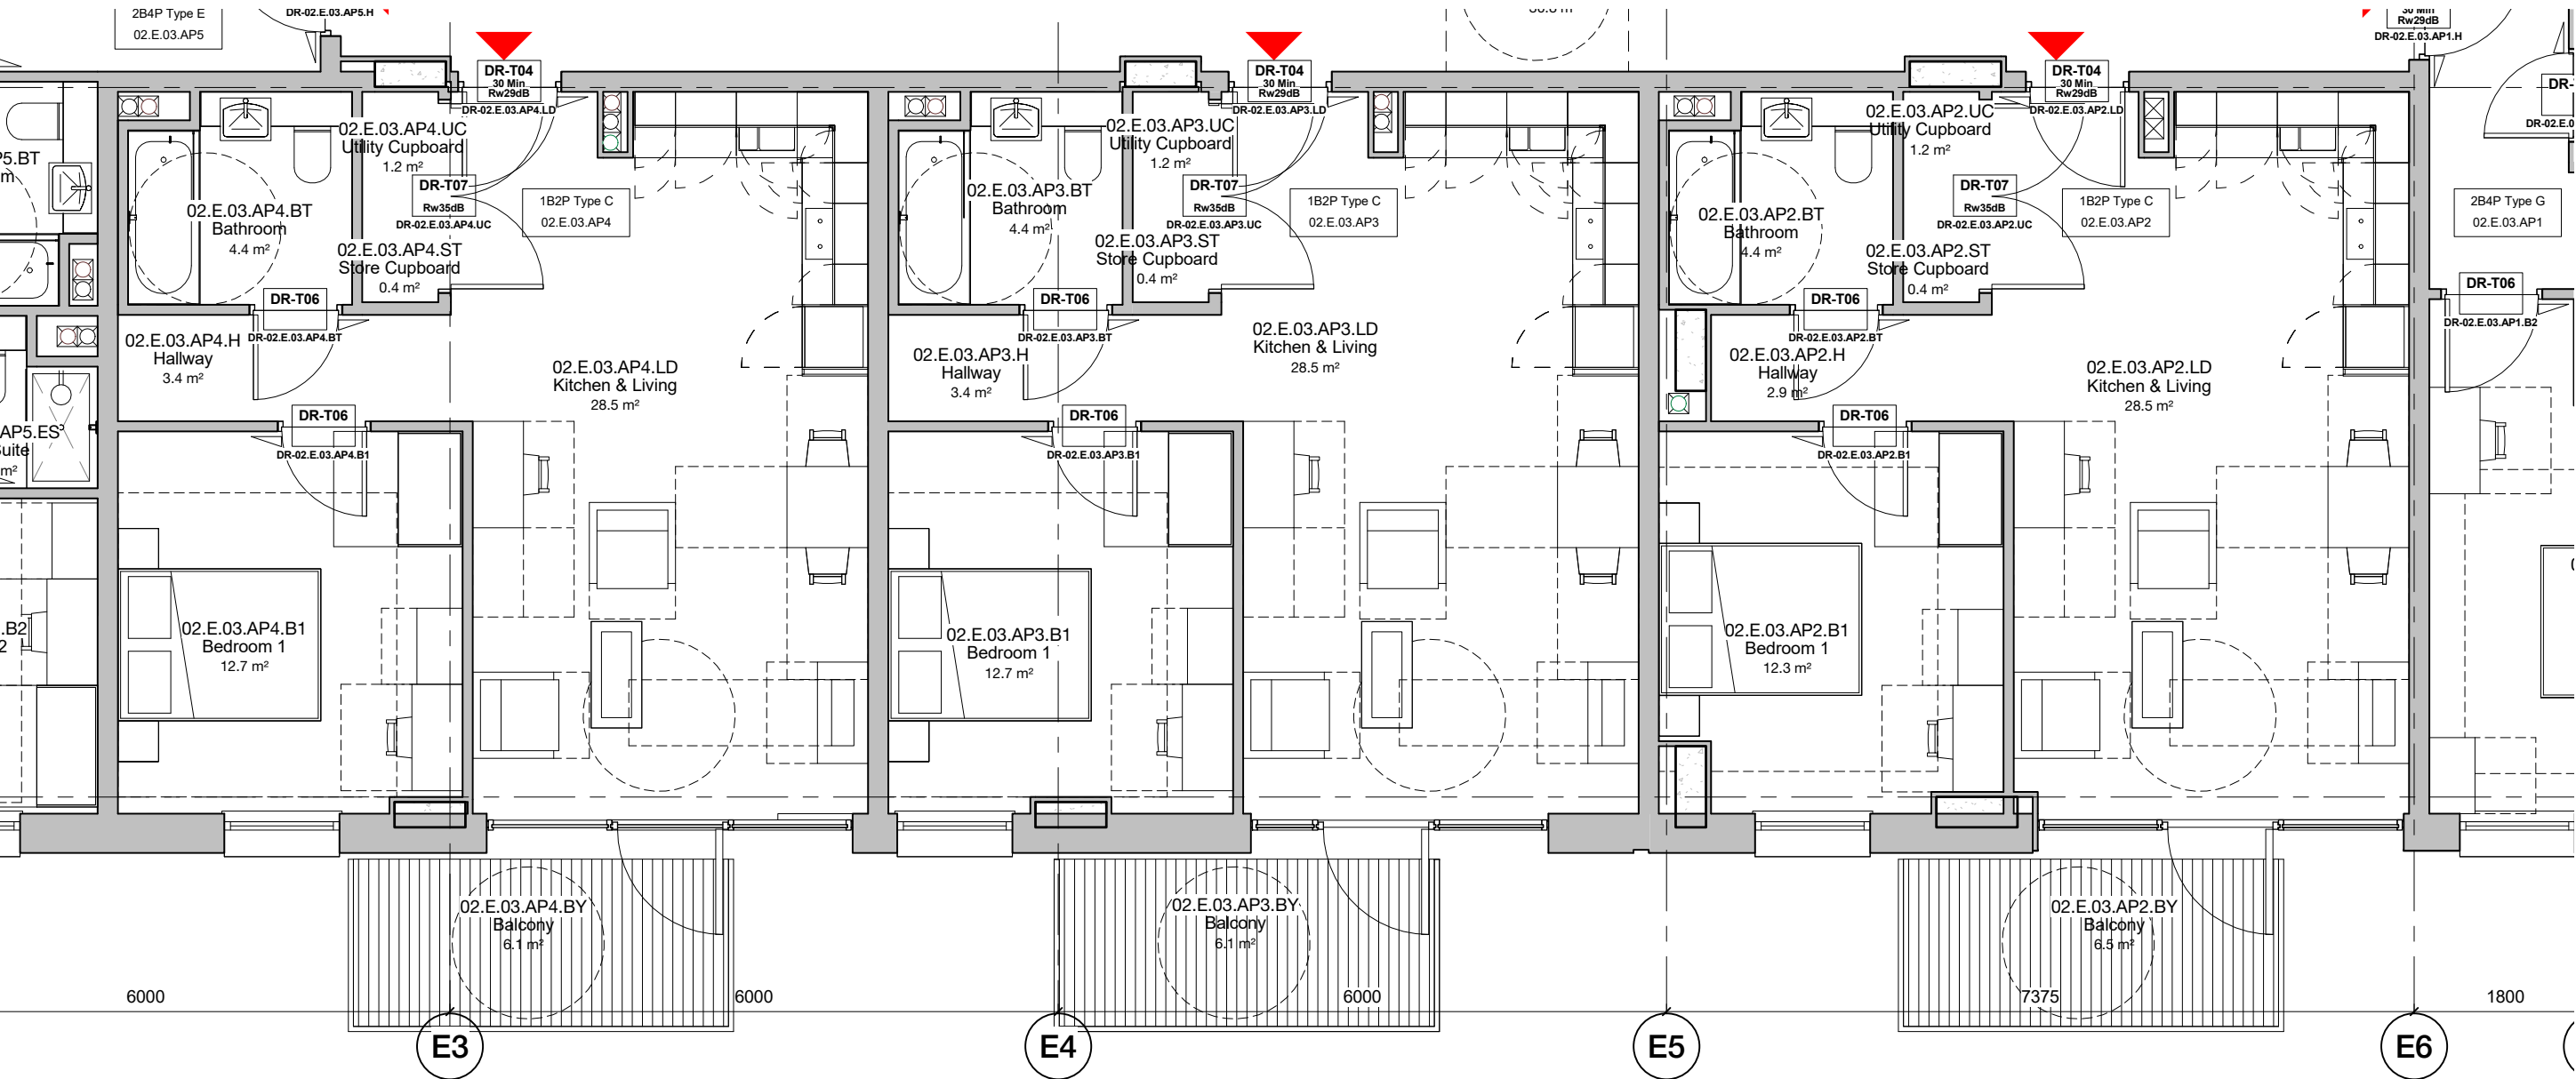 2B4P Type E
02.E.03.AP5
DR-02.E.03.AP5.H
DR-T04
30 Min
Rw29dB
DR-02.E.03.AP4.LD
02.E.03.AP4.UC
Utility Cupboard
1.2 m²
DR-T07
Rw35dB
DR-02.E.03.AP4.UC
1B2P Type C
02.E.03.AP4
02.E.03.AP4.BT
Bathroom
4.4 m²
02.E.03.AP4.ST
Store Cupboard
0.4 m²
DR-T06
DR-02.E.03.AP4.BT
02.E.03.AP4.H
Hallway
3.4 m²
02.E.03.AP4.LD
Kitchen & Living
28.5 m²
DR-T06
DR-02.E.03.AP4.B1
02.E.03.AP4.B1
Bedroom 1
12.7 m²
02.E.03.AP4.BY
Balcony
6.1 m²
P5.BT
m
AP5.ES
Suite
m²
.B2
2
DR-T04
30 Min
Rw29dB
DR-02.E.03.AP3.LD
02.E.03.AP3.UC
Utility Cupboard
1.2 m²
DR-T07
Rw35dB
DR-02.E.03.AP3.UC
1B2P Type C
02.E.03.AP3
02.E.03.AP3.BT
Bathroom
4.4 m²
02.E.03.AP3.ST
Store Cupboard
0.4 m²
DR-T06
DR-02.E.03.AP3.BT
02.E.03.AP3.H
Hallway
3.4 m²
02.E.03.AP3.LD
Kitchen & Living
28.5 m²
DR-T06
DR-02.E.03.AP3.B1
02.E.03.AP3.B1
Bedroom 1
12.7 m²
02.E.03.AP3.BY
Balcony
6.1 m²
DR-T04
30 Min
Rw29dB
DR-02.E.03.AP2.LD
02.E.03.AP2.UC
Utility Cupboard
1.2 m²
DR-T07
Rw35dB
DR-02.E.03.AP2.UC
1B2P Type C
02.E.03.AP2
02.E.03.AP2.BT
Bathroom
4.4 m²
02.E.03.AP2.ST
Store Cupboard
0.4 m²
DR-T06
DR-02.E.03.AP2.BT
02.E.03.AP2.H
Hallway
2.9 m²
02.E.03.AP2.LD
Kitchen & Living
28.5 m²
DR-T06
DR-02.E.03.AP2.B1
02.E.03.AP2.B1
Bedroom 1
12.3 m²
02.E.03.AP2.BY
Balcony
6.5 m²
30 Min
Rw29dB
DR-02.E.03.AP1.H
DR-
DR-02.E.0
2B4P Type G
02.E.03.AP1
DR-T06
DR-02.E.03.AP1.B2
6000
6000
6000
7375
1800
E3
E4
E5
E6